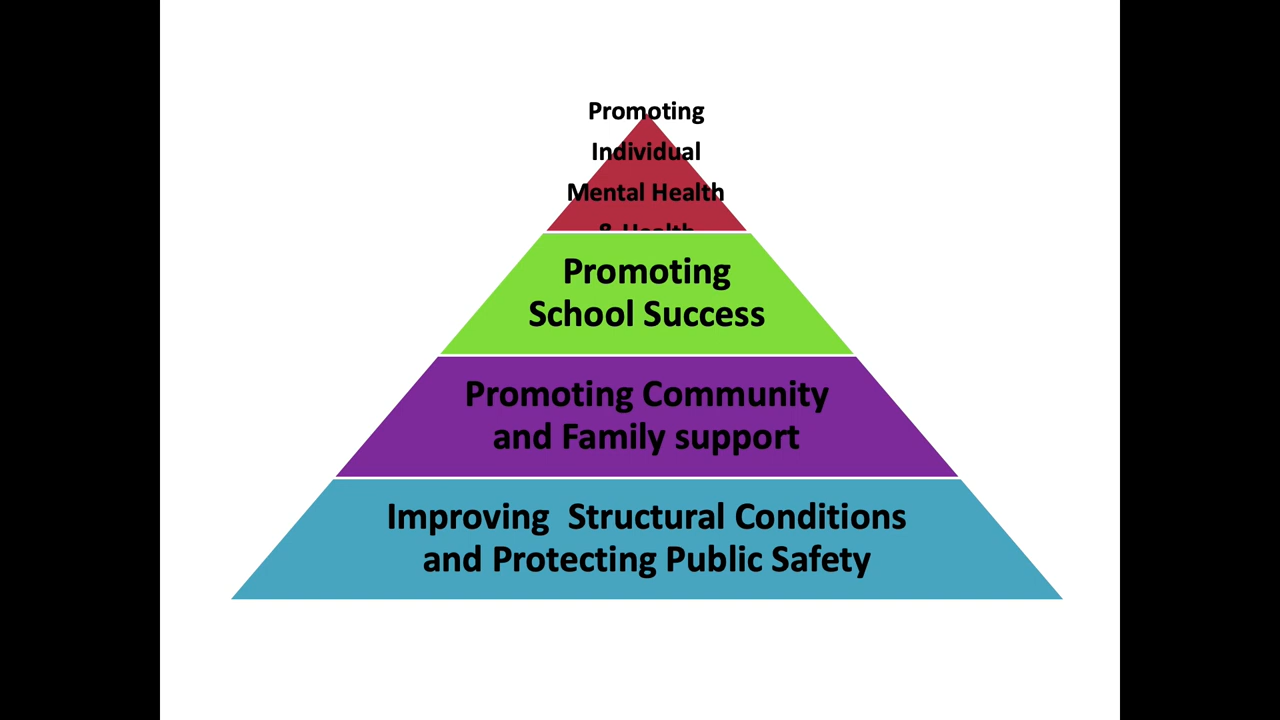 Promoting
Individual
Mental Health
& Health
Promoting
School Success
Promoting Community
and Family support
Improving  Structural Conditions
and Protecting Public Safety